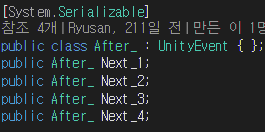 [System.Serializable]
참조 4개|Ryusan, 211일 전|만든 이 1명
public class After_ : UnityEvent { };
public After_ Next_1;
public After_ Next_2;
public After_ Next_3;
public After_ Next_4;